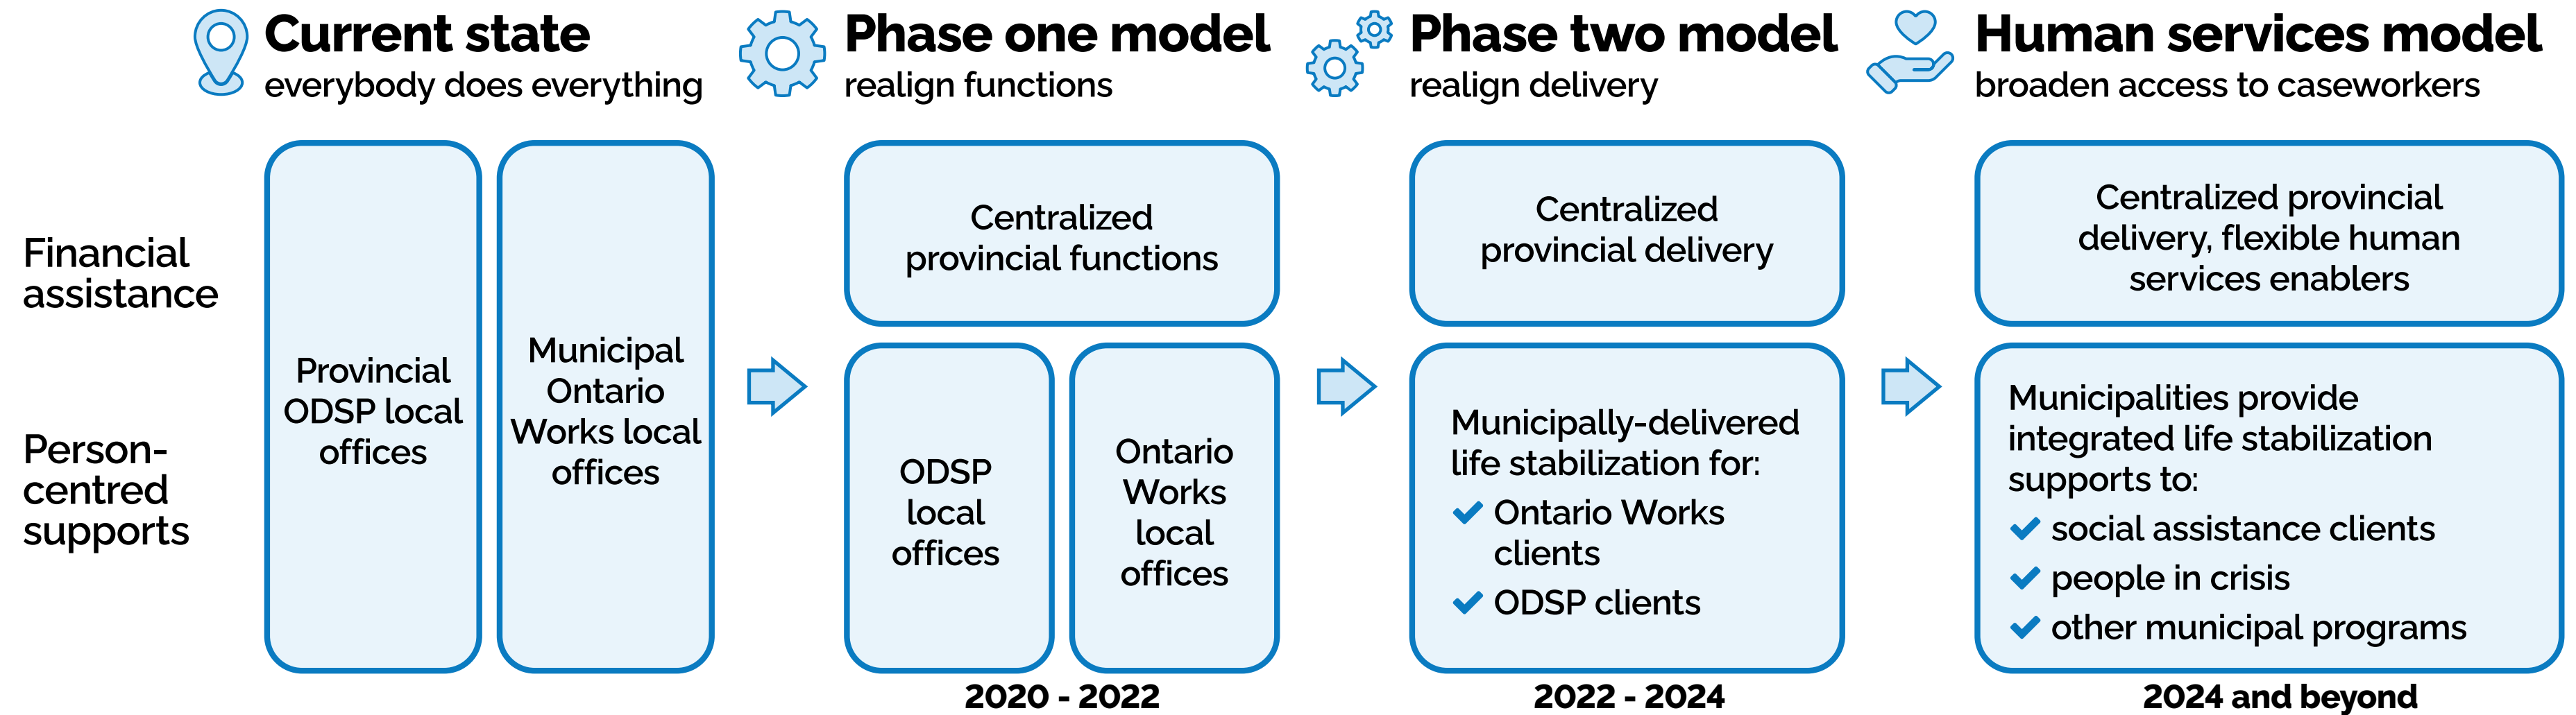 Current state
everybody does everything
Phase one model
realign functions
Phase two model
realign delivery
Human services model
broaden access to caseworkers
Financial
assistance
Person-
centred
supports
Provincial
ODSP local
offices
Municipal
Ontario
Works local
offices
Centralized
provincial functions
ODSP
local
offices
Ontario
Works
local
offices
2020 - 2022
Centralized
provincial delivery
Municipally-delivered
life stabilization for:
Ontario Works
clients
ODSP clients
2022 - 2024
Centralized provincial
delivery, flexible human
services enablers
Municipalities provide
integrated life stabilization
supports to:
social assistance clients
people in crisis
other municipal programs
2024 and beyond